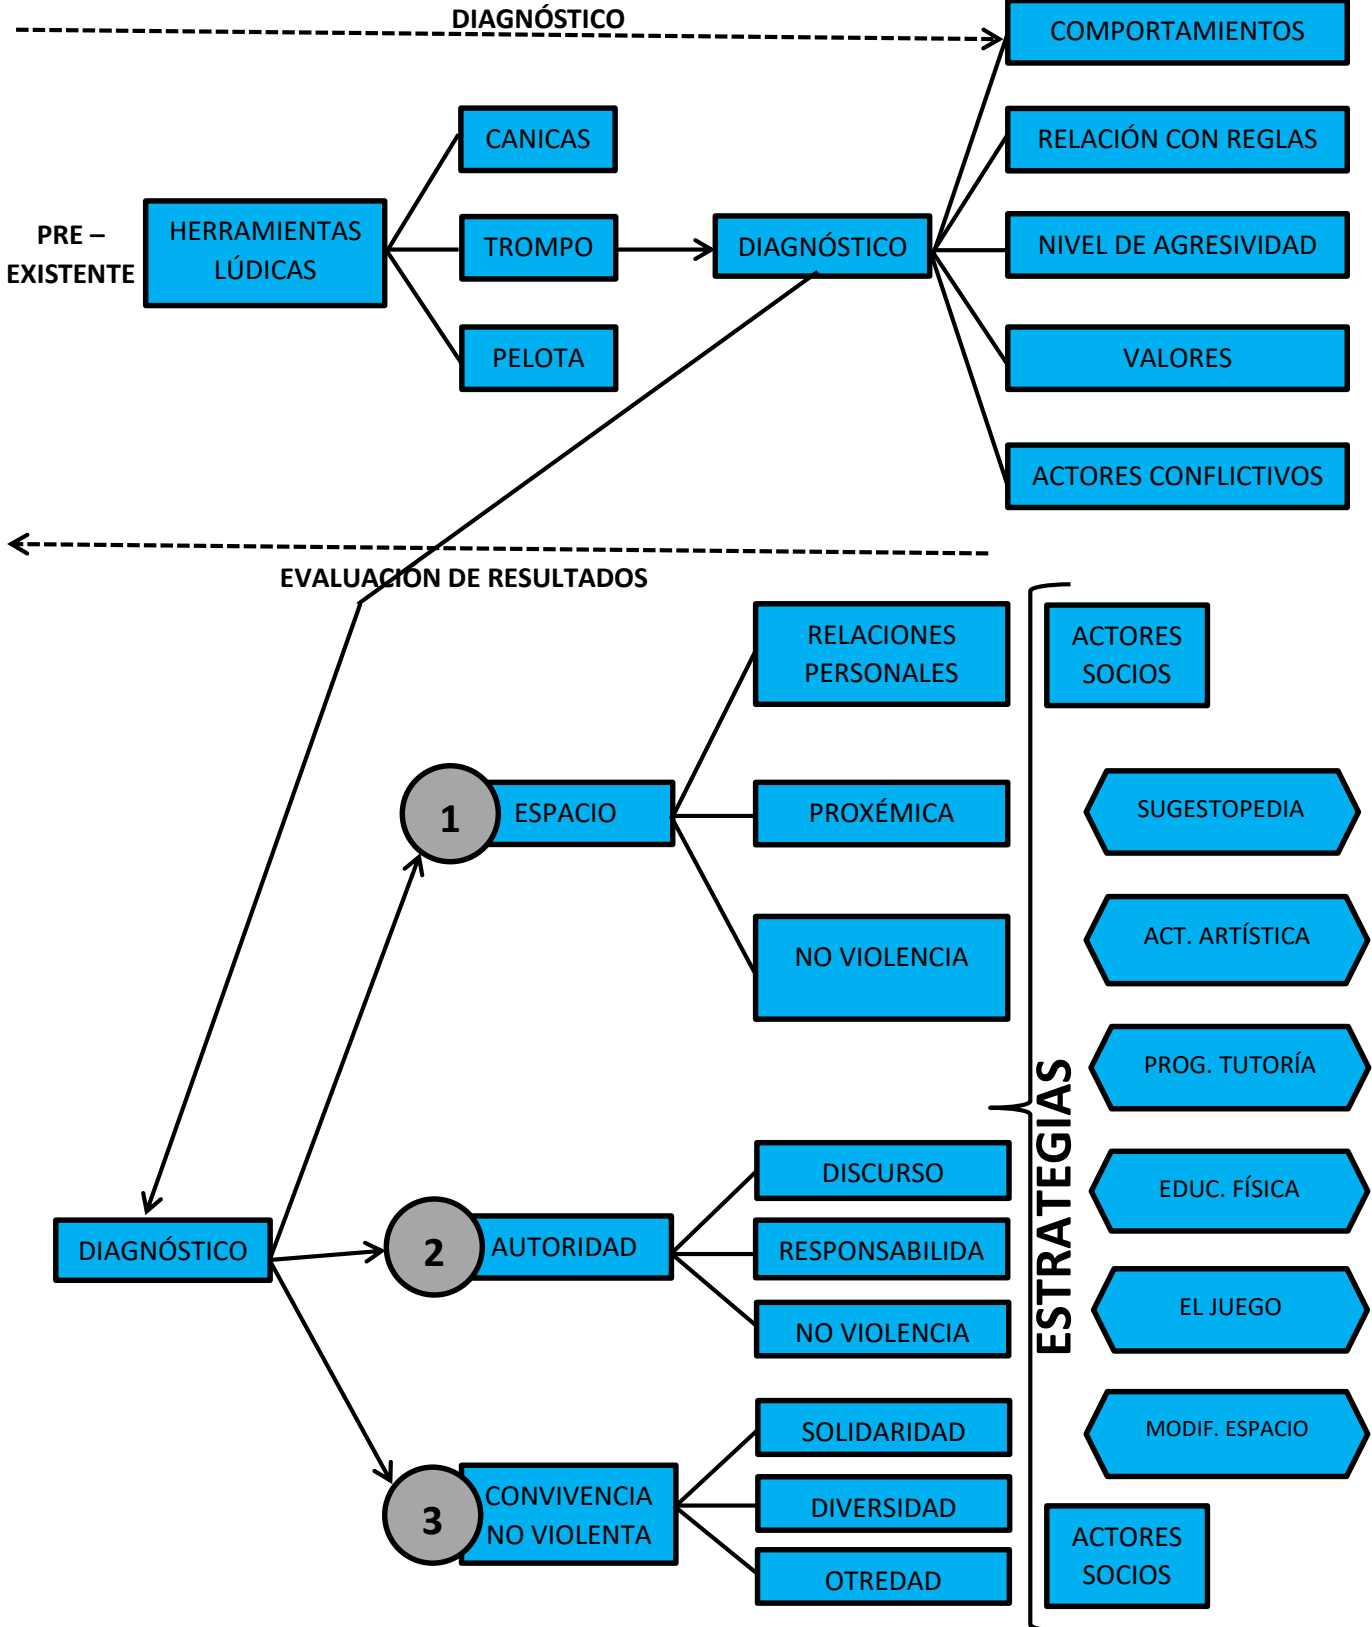 DIAGNÓSTICO
COMPORTAMIENTOS
CANICAS
RELACIÓN CON REGLAS
PRE –
EXISTENTE
HERRAMIENTAS
LÚDICAS
TROMPO
DIAGNÓSTICO
NIVEL DE AGRESIVIDAD
PELOTA
VALORES
ACTORES CONFLICTIVOS
EVALUACION DE RESULTADOS
RELACIONES
PERSONALES
ACTORES
SOCIOS
1
ESPACIO
PROXÉMICA
SUGESTOPEDIA
NO VIOLENCIA
ACT. ARTÍSTICA
PROG. TUTORÍA
ESTRATEGIAS
DISCURSO
EDUC. FÍSICA
DIAGNÓSTICO
2
AUTORIDAD
RESPONSABILIDA
NO VIOLENCIA
EL JUEGO
SOLIDARIDAD
MODIF. ESPACIO
3
CONVIVENCIA
NO VIOLENTA
DIVERSIDAD
OTREDAD
ACTORES
SOCIOS